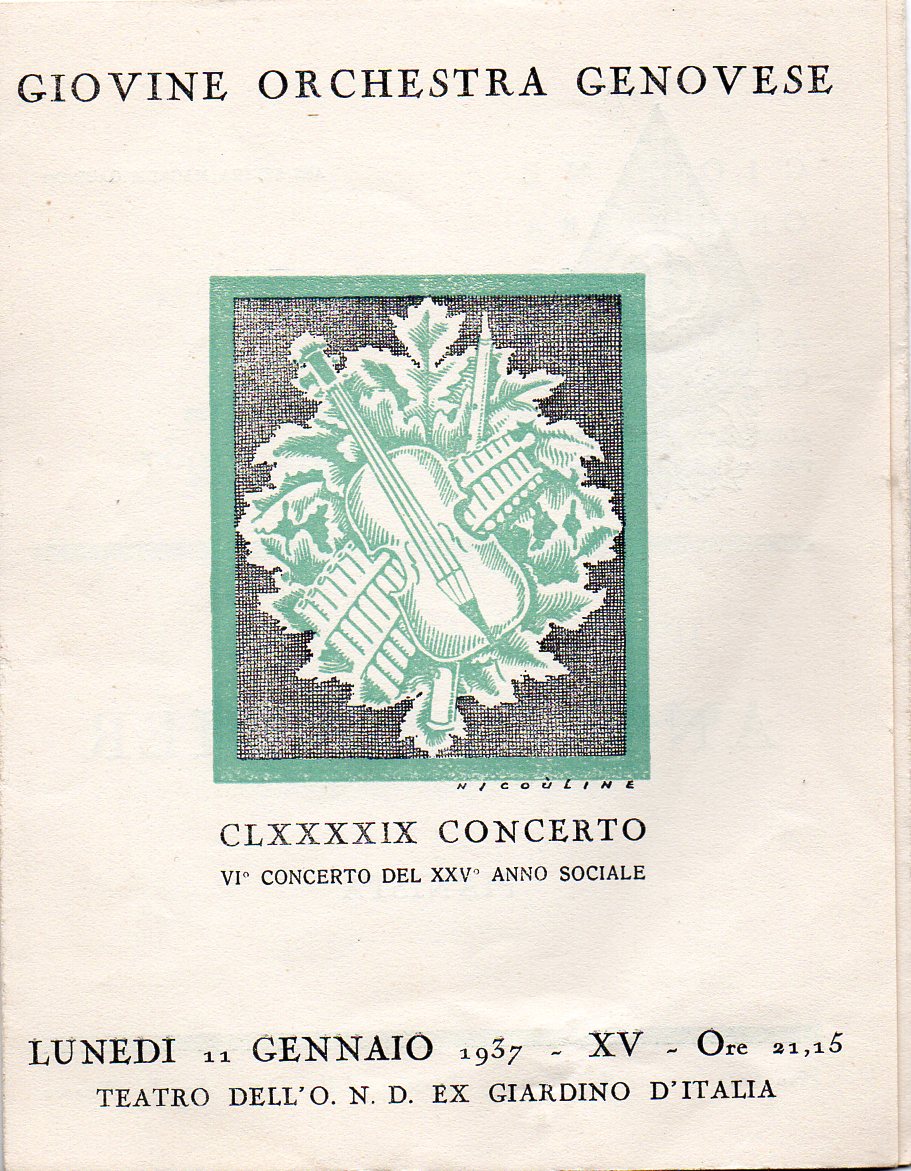 GIOVINE ORCHESTRA GENOVESE
NICOÙLINE
CLXXXXIX CONCERTO
VI° CONCERTO DEL XXV° ANNO SOCIALE
LUNEDI 11 GENNAIO 1937 - XV - Ore 21,15
TEATRO DELL'O. N. D. EX GIARDINO D'ITALIA